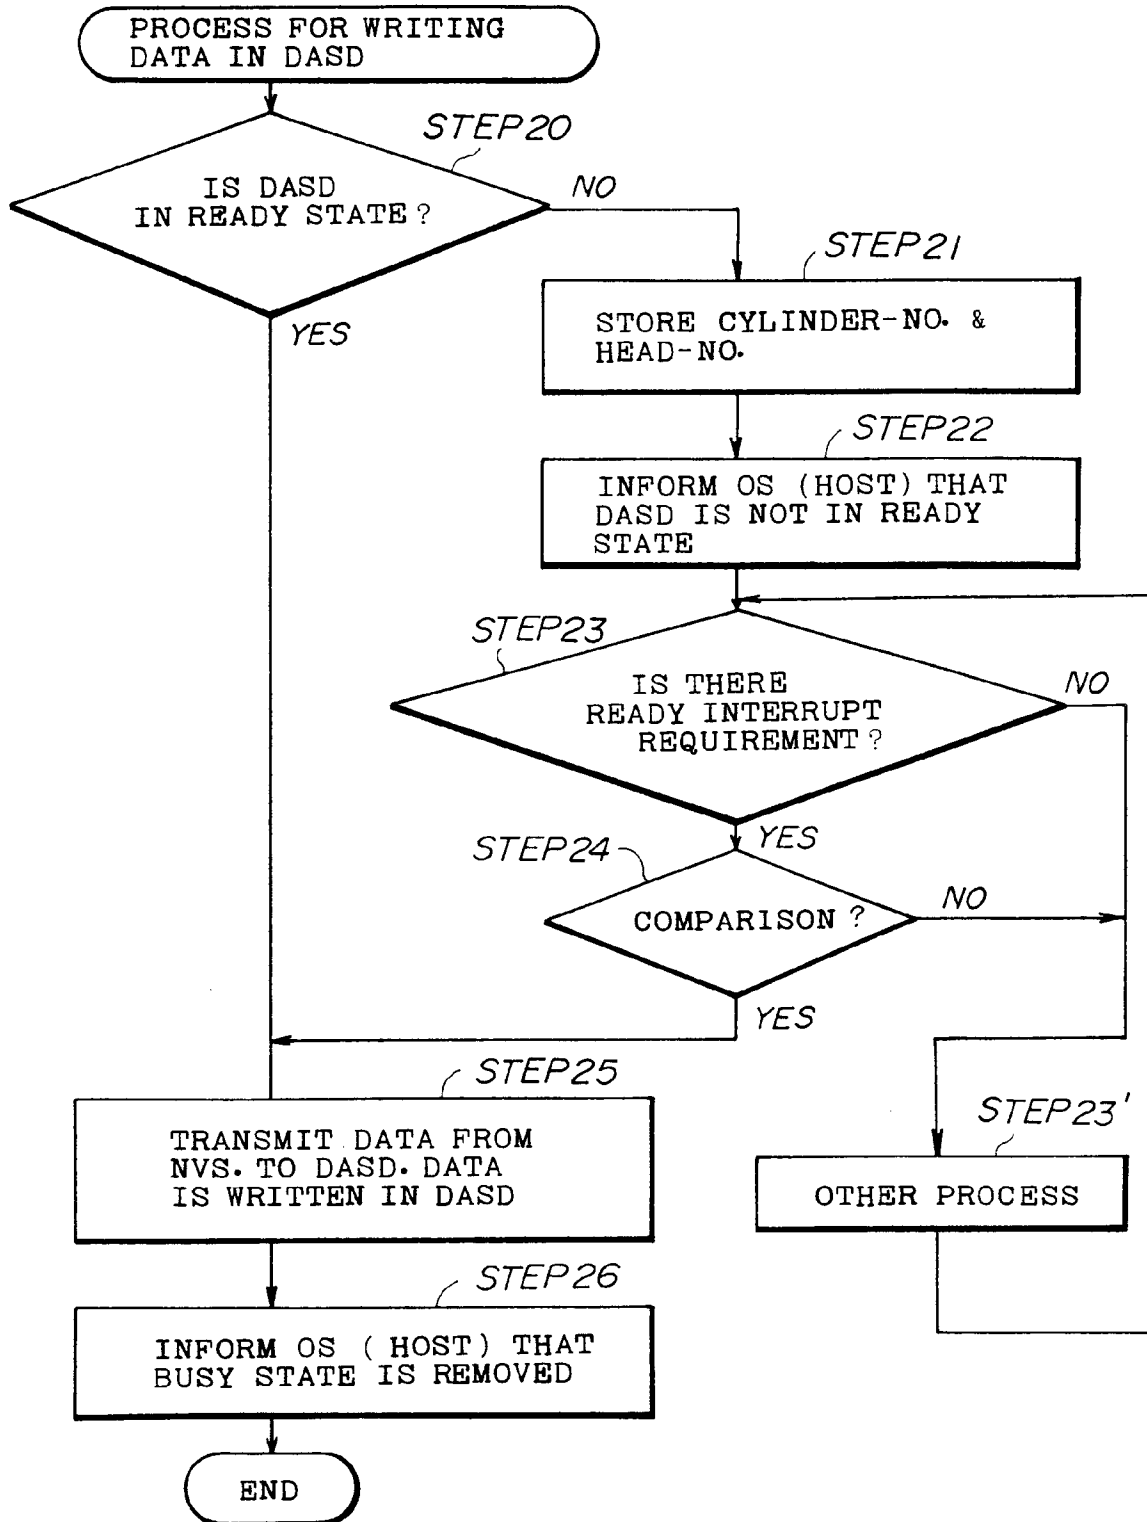 PROCESS FOR WRITING
DATA IN DASD
STEP20
IS DASD
IN READY STATE?
NO
YES
STEP21
STORE CYLINDER-NO. &
HEAD-NO.
STEP22
INFORM OS (HOST) THAT
DASD IS NOT IN READY
STATE
STEP23
IS THERE
READY INTERRUPT
REQUIREMENT?
NO
YES
STEP24
COMPARISON?
NO
YES
STEP25
TRANSMIT DATA FROM
NVS. TO DASD. DATA
IS WRITTEN IN DASD
STEP23'
OTHER PROCESS
STEP26
INFORM OS ( HOST) THAT
BUSY STATE IS REMOVED
END